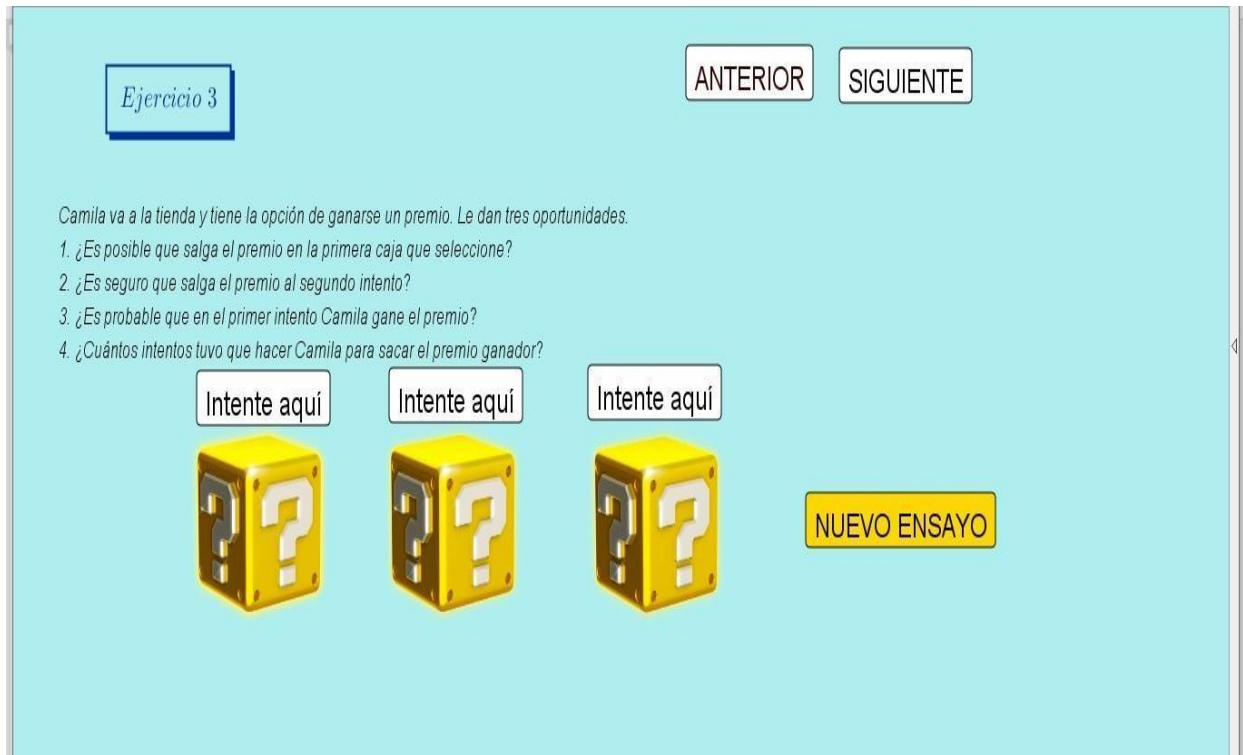 ANTERIOR
SIGUIENTE
Ejercicio 3
Camila va a la tienda y tiene la opción de ganarse un premio. Le dan tres oportunidades.
1. ¿Es posible que salga el premio en la primera caja que seleccione?
2. ¿Es seguro que salga el premio al segundo intento?
3. ¿Es probable que en el primer intento Camila gane el premio?
4. ¿Cuántos intentos tuvo que hacer Camila para sacar el premio ganador?
Intente aquí
Intente aquí
Intente aquí
? ?
? ?
? ?
NUEVO ENSAYO